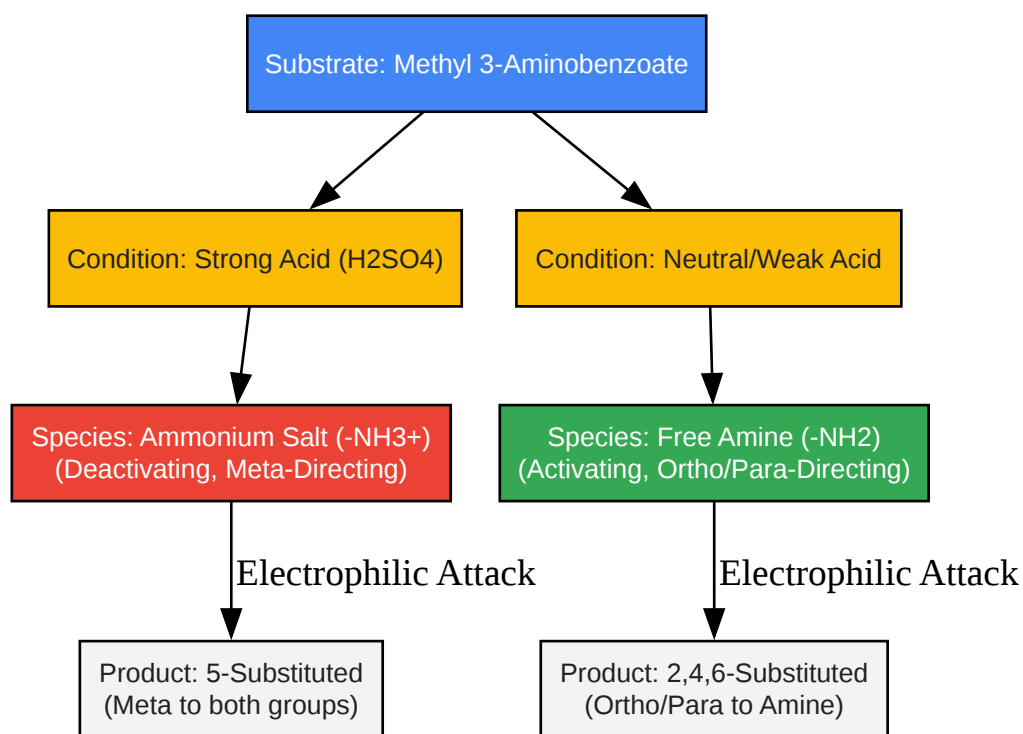 Substrate: Methyl 3-Aminobenzoate
Condition: Strong Acid (H2SO4)
Condition: Neutral/Weak Acid
Species: Ammonium Salt (-NH3+)
(Deactivating, Meta-Directing)
Species: Free Amine (-NH2)
(Activating, Ortho/Para-Directing)
Electrophilic Attack
Electrophilic Attack
Product: 5-Substituted
(Meta to both groups)
Product: 2,4,6-Substituted
(Ortho/Para to Amine)